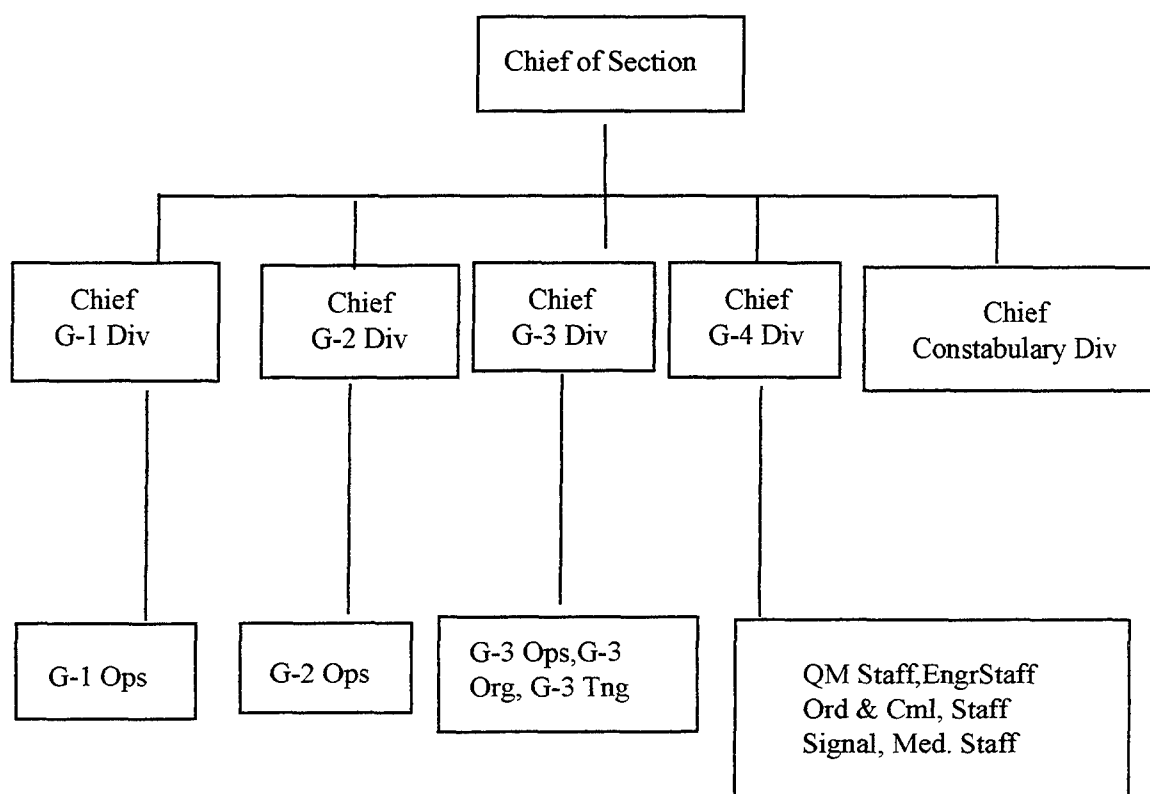 Chief of Section
Chief
G-1 Div
Chief
G-2 Div
Chief
G-3 Div
Chief
G-4 Div
Chief
Constabulary Div
G-1 Ops
G-2 Ops
G-3 Ops,G-3
Org, G-3 Tng
QM Staff,EngrStaff
Ord & Cml, Staff
Signal, Med. Staff